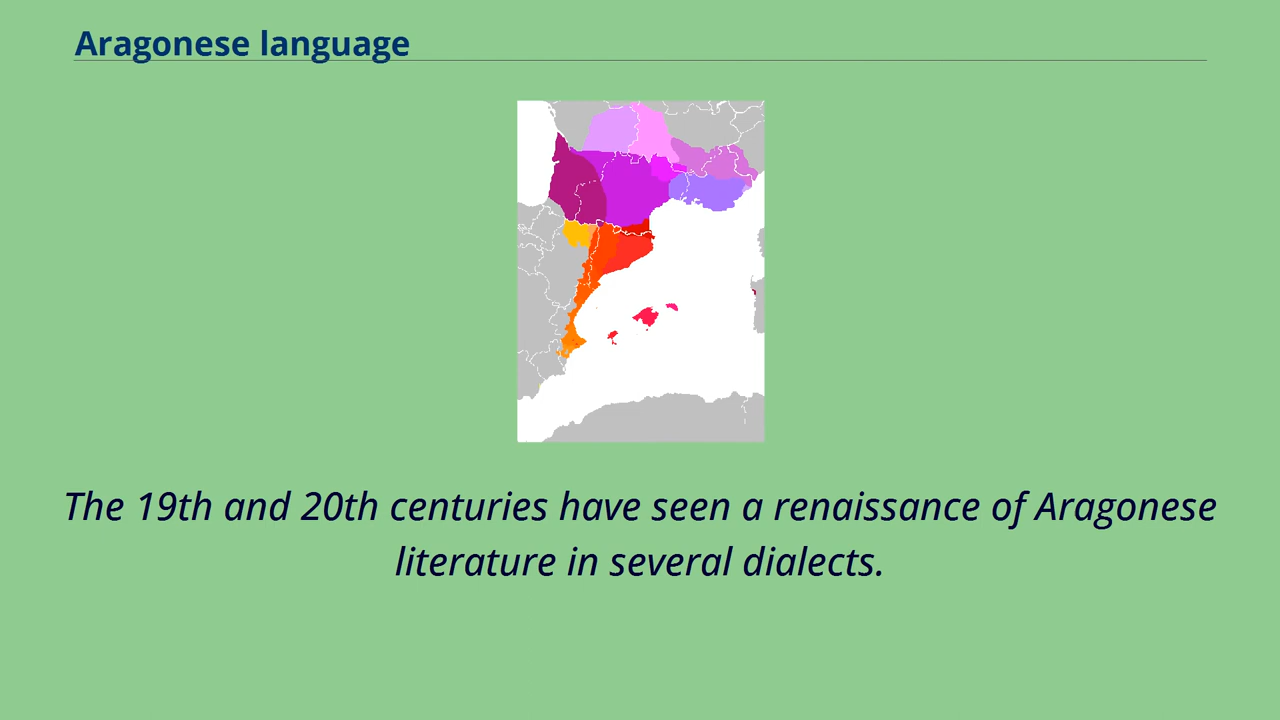 Aragonese language
The 19th and 20th centuries have seen a renaissance of Aragonese
literature in several dialects.